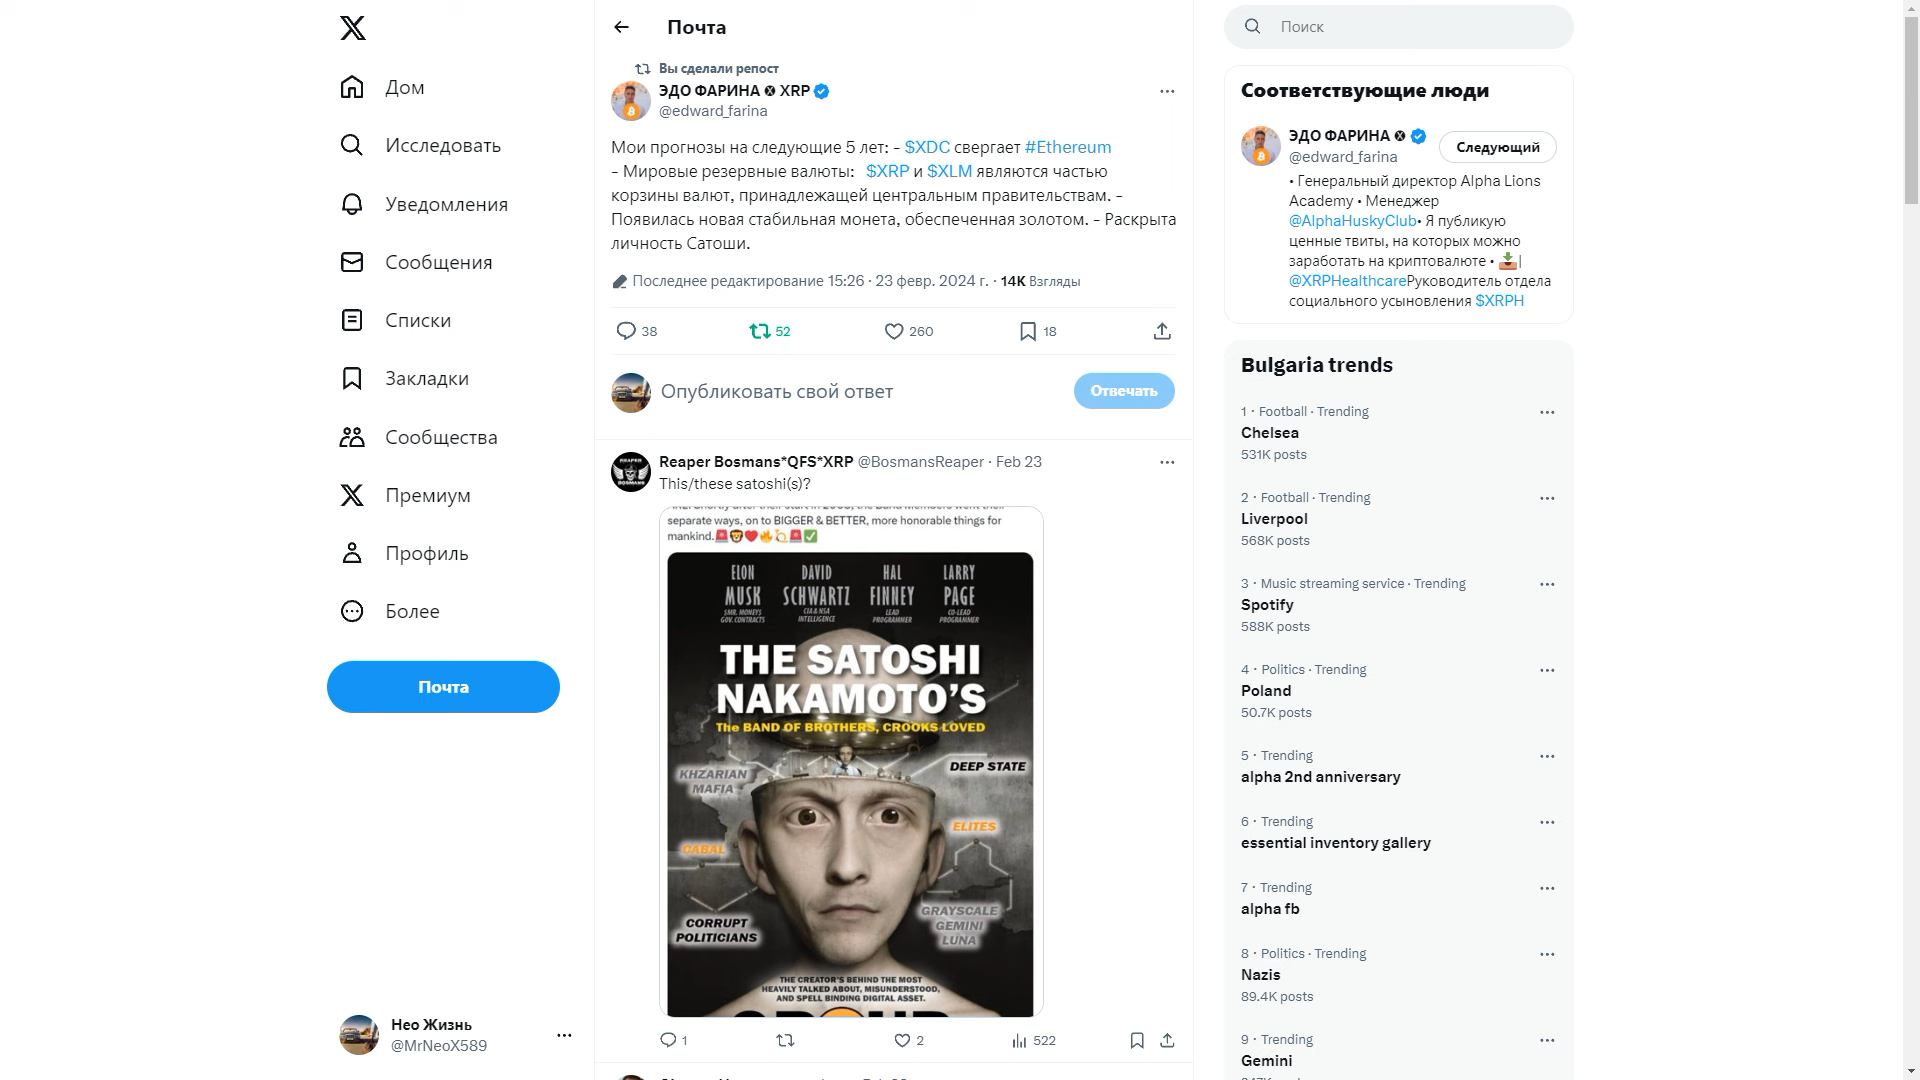 Почта
Вы сделали репост
ЭДО ФАРИНА XRP
@edward_farina
Мои прогнозы на следующие 5 лет: - $XDC свергает #Ethereum
- Мировые резервные валюты: $XRP и $XLM являются частью
корзины валют, принадлежащей центральным правительствам. -
Появилась новая стабильная монета, обеспеченная золотом. - Раскрыта
личность Сатоши.
Последнее редактирование 15:26 · 23 февр. 2024 г. · 14K Взгляды
38 52 260 18
Опубликовать свой ответ
Отвечать
Reaper Bosmans*QFS*XRP @BosmansReaper · Feb 23
This/these satoshi(s)?
separate ways, on to BIGGER & BETTER, more honorable things for
mankind.
ELON MUSK
SMR. MONEYS
GOV. CONTRACTS
DAVID SCHWARTZ
CIA & NSA
INTELLIGENCE
HAL FINNEY
LEAD
PROGRAMMER
LARRY PAGE
CO-LEAD
PROGRAMMER
THE SATOSHI
NAKAMOTO'S
The BAND OF BROTHERS, CROOKS LOVED
KHZARIAN
MAFIA
DEEP STATE
ELITES
CABAL
CORRUPT
POLITICIANS
GRAYSCALE
GEMINI
LUNA
THE CREATOR'S BEHIND THE MOST
HEAVILY TALKED ABOUT, MISUNDERSTOOD,
AND SPELL BINDING DIGITAL ASSET.
1 2 522
Дом
Исследовать
Уведомления
Сообщения
Списки
Закладки
Сообщества
Премиум
Профиль
Более
Почта
Нео Жизнь
@MrNeoX589
Поиск
Соответствующие люди
ЭДО ФАРИНА
@edward_farina
Следующий
• Генеральный директор Alpha Lions
Academy • Менеджер
@AlphaHuskyClub• Я публикую
ценные твиты, на которых можно
заработать на криптовалюте • |
@XRPHealthcareРуководитель отдела
социального усыновления $XRPH
Bulgaria trends
1 · Football · Trending
Chelsea
531K posts
2 · Football · Trending
Liverpool
568K posts
3 · Music streaming service · Trending
Spotify
588K posts
4 · Politics · Trending
Poland
50.7K posts
5 · Trending
alpha 2nd anniversary
6 · Trending
essential inventory gallery
7 · Trending
alpha fb
8 · Politics · Trending
Nazis
89.4K posts
9 · Trending
Gemini